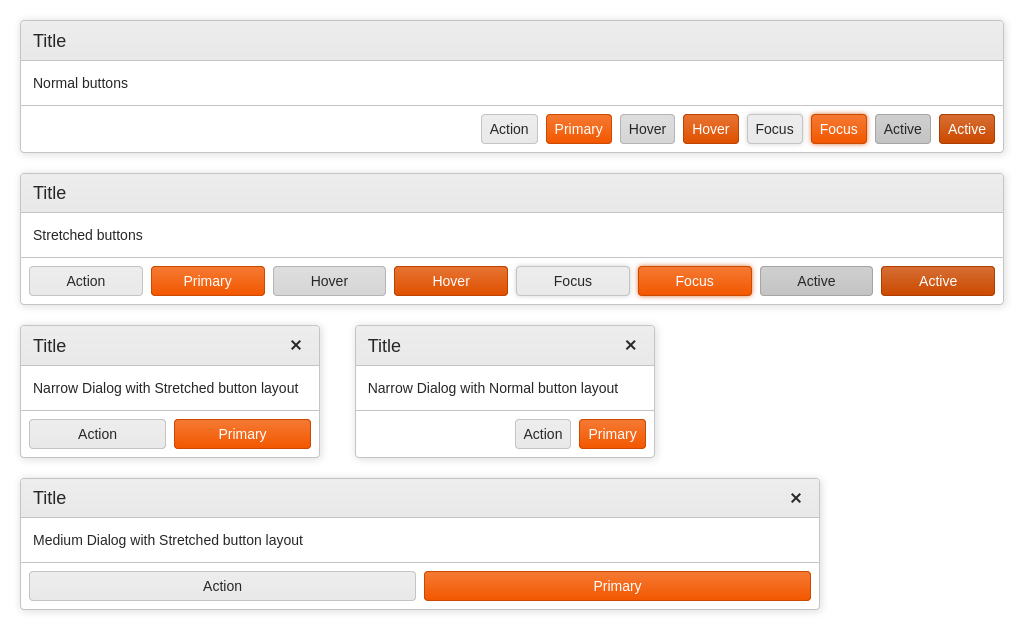 Title
Normal buttons
Action Primary Hover Hover Focus Focus Active Active
Title
Stretched buttons
Action Primary Hover Hover Focus Focus Active Active
Title ✕
Narrow Dialog with Stretched button layout
Action Primary
Title ✕
Narrow Dialog with Normal button layout
Action Primary
Title ✕
Medium Dialog with Stretched button layout
Action Primary